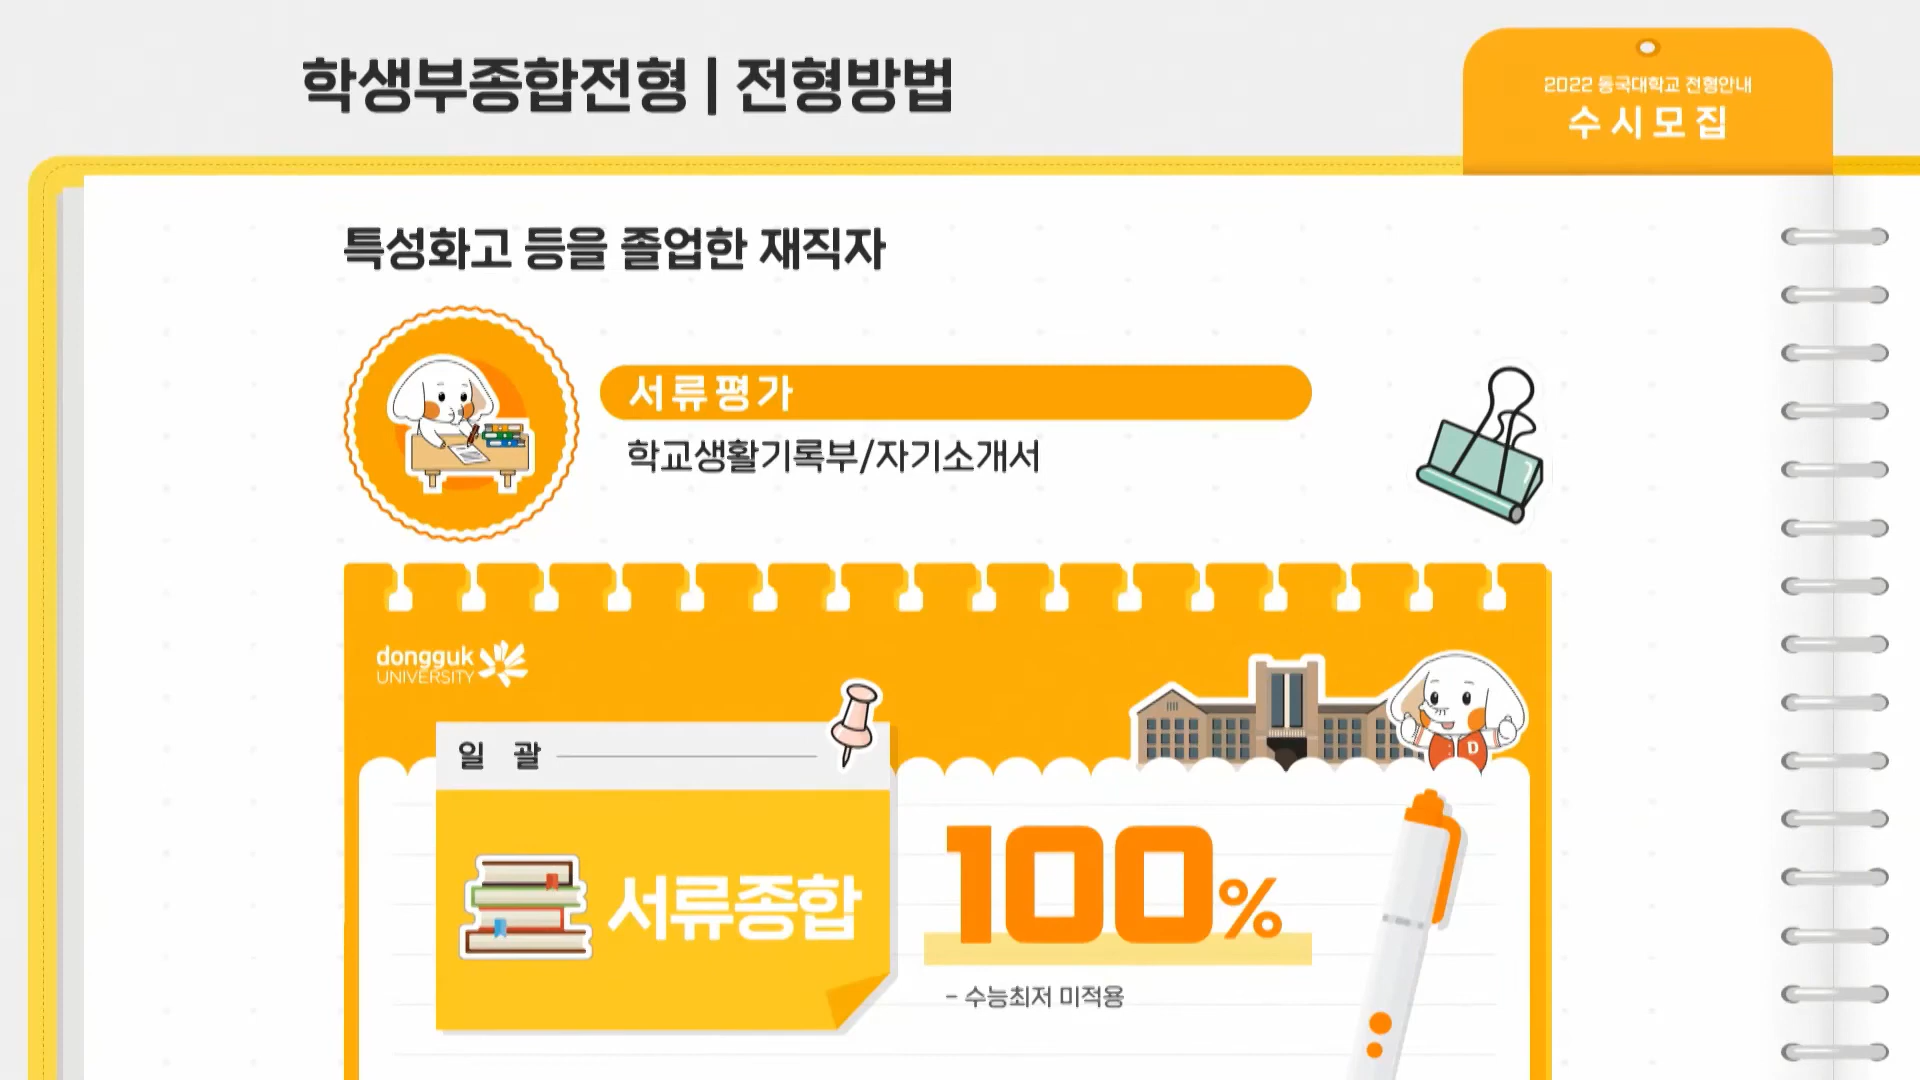 학생부종합전형 | 전형방법
2022 동국대학교 전형안내
수시모집
특성화고 등을 졸업한 재직자
서류평가
학교생활기록부/자기소개서
dongguk
UNIVERSITY
일 괄
서류종합
100%
- 수능최저 미적용
D